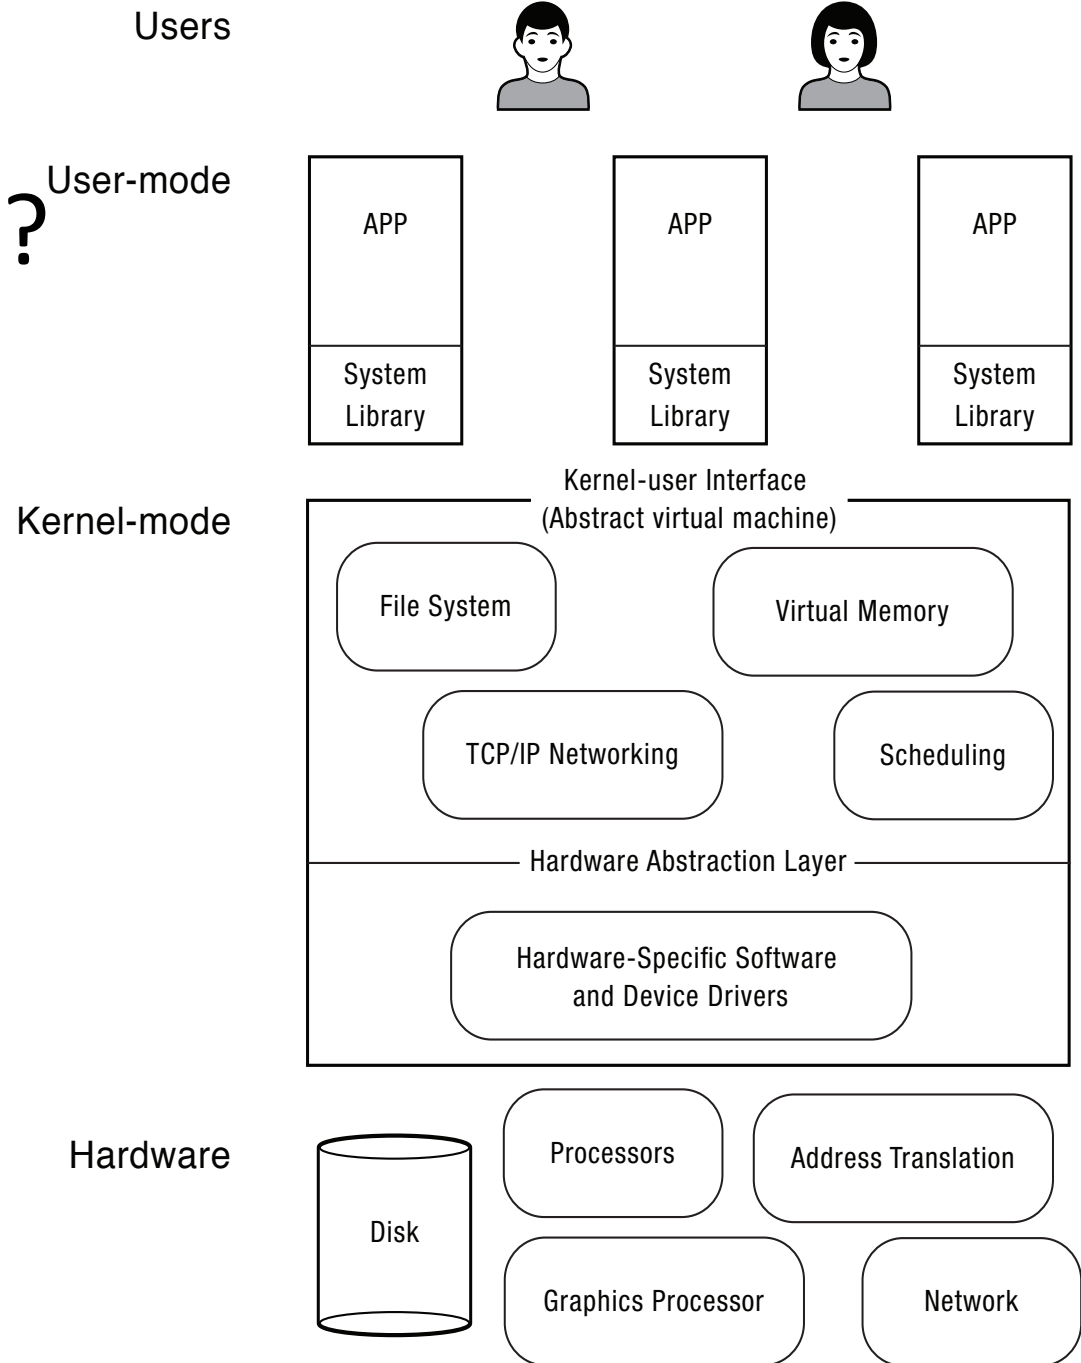 Users
User-mode
?
APP
APP
APP
System
Library
System
Library
System
Library
Kernel-user Interface
(Abstract virtual machine)
Kernel-mode
File System
Virtual Memory
TCP/IP Networking
Scheduling
Hardware Abstraction Layer
Hardware-Specific Software
and Device Drivers
Hardware
Disk
Processors
Address Translation
Graphics Processor
Network